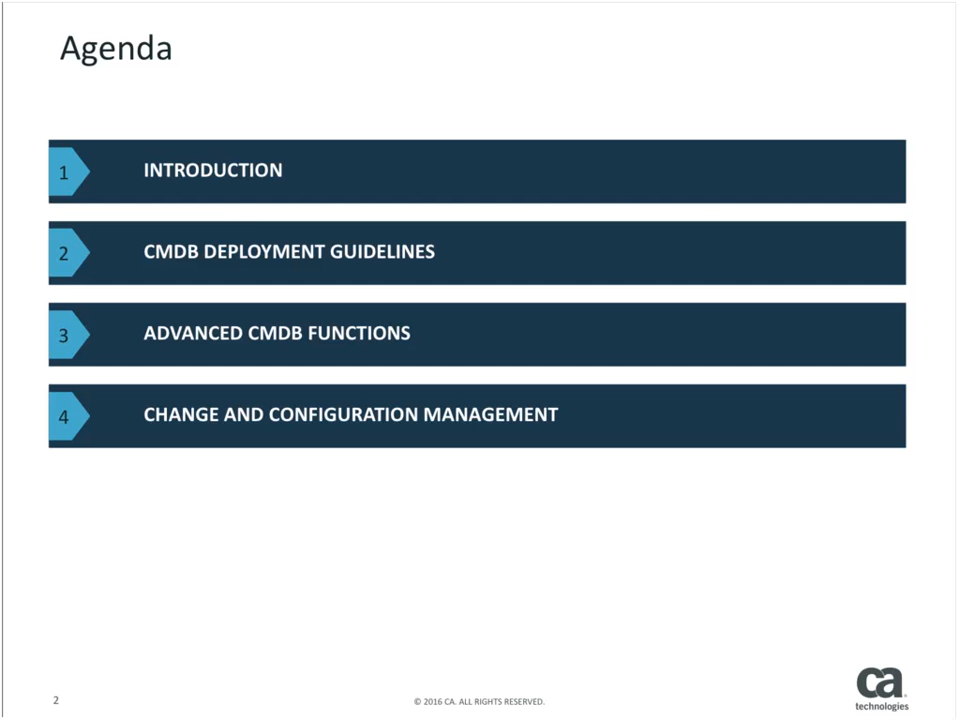 Agenda
1 INTRODUCTION
2 CMDB DEPLOYMENT GUIDELINES
3 ADVANCED CMDB FUNCTIONS
4 CHANGE AND CONFIGURATION MANAGEMENT
2
© 2016 CA. ALL RIGHTS RESERVED.
ca
technologies